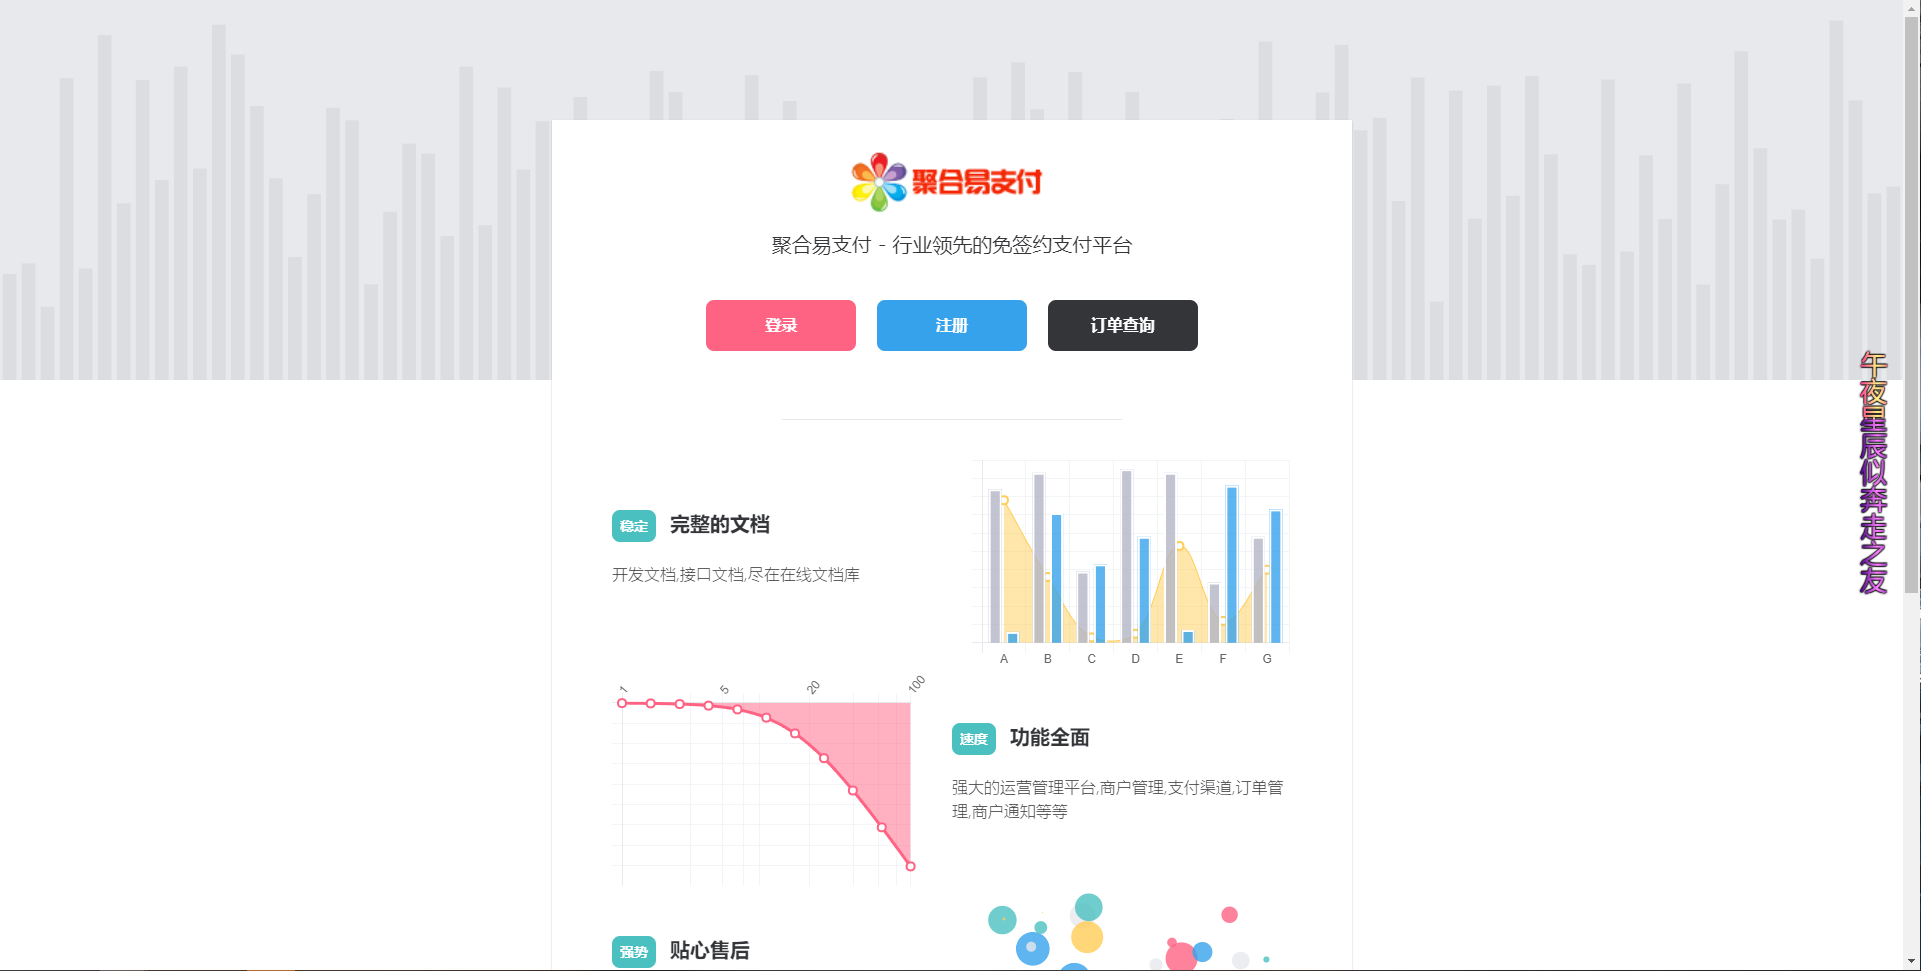 聚合易支付
聚合易支付 - 行业领先的免签约支付平台
登录
注册
订单查询
稳定
完整的文档
开发文档,接口文档,尽在在线文档库
A B C D E F G
1 5 20 100
速度
功能全面
强大的运营管理平台,商户管理,支付渠道,订单管
理,商户通知等等
强势
贴心售后
午夜星辰似奔走之友